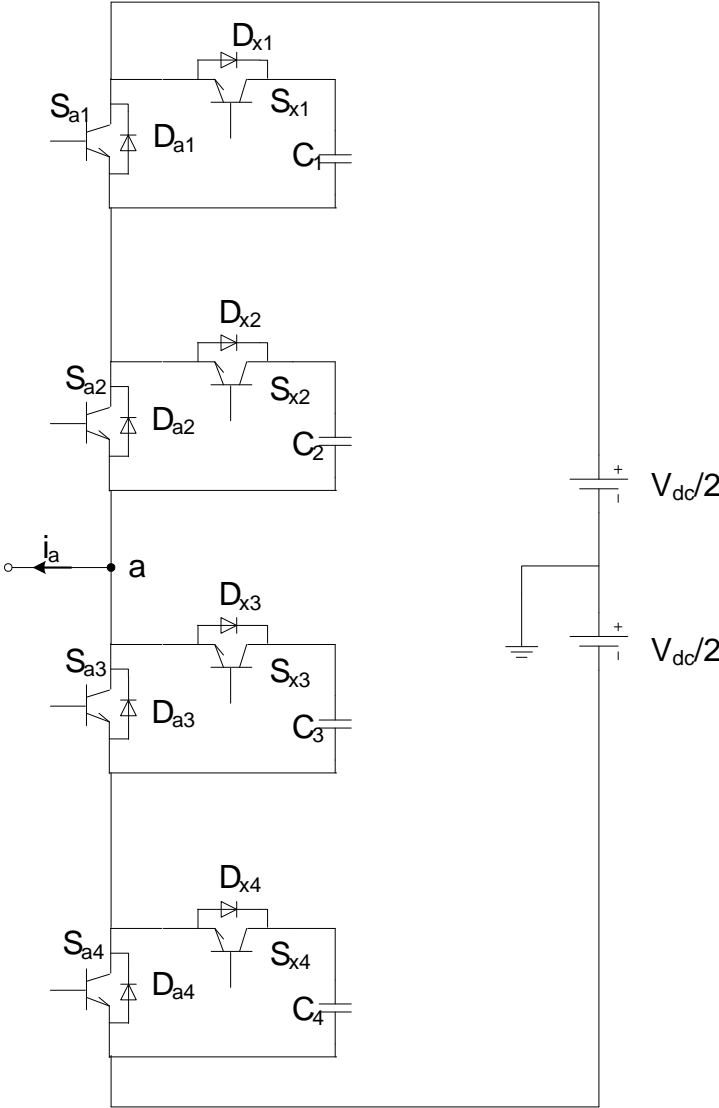 Dx1
Sa1
Sx1
Da1
C1
Dx2
Sa2
Sx2
Da2
C2
+
Vdc/2
ia
a
Dx3
+
Vdc/2
Sa3
Sx3
Da3
C3
Dx4
Sa4
Sx4
Da4
C4